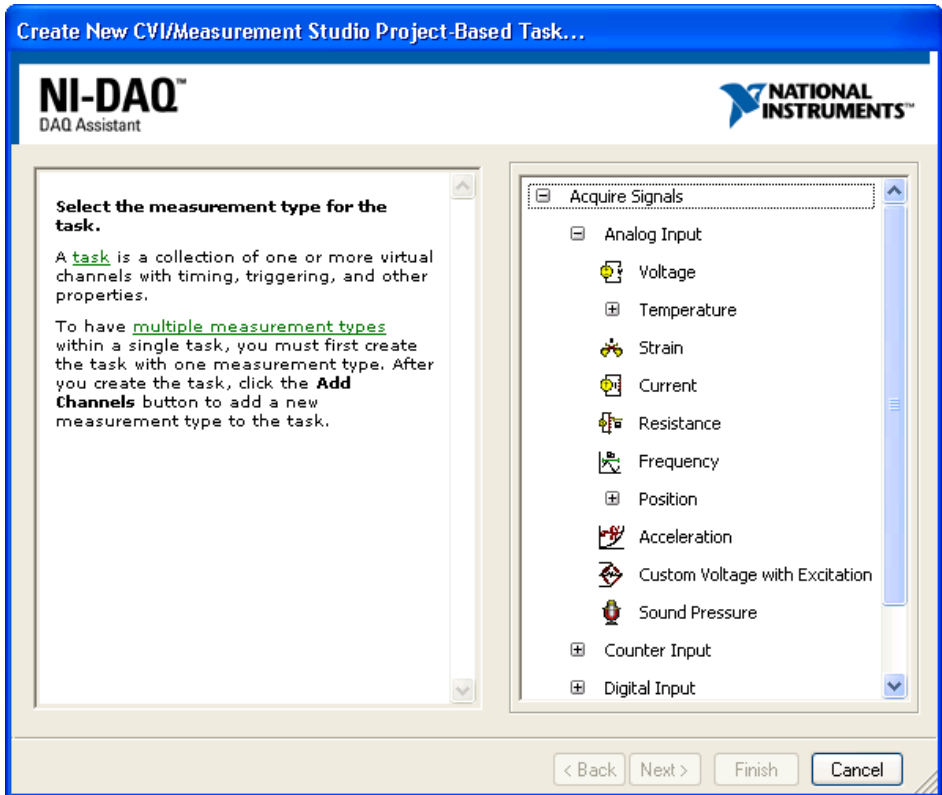 Create New CVI/Measurement Studio Project-Based Task...
NI-DAQ™
DAQ Assistant
NATIONAL
INSTRUMENTS™
Select the measurement type for the
task.
A task is a collection of one or more virtual
channels with timing, triggering, and other
properties.
To have multiple measurement types
within a single task, you must first create
the task with one measurement type. After
you create the task, click the Add
Channels button to add a new
measurement type to the task.
Acquire Signals
Analog Input
Voltage
Temperature
Strain
Current
Resistance
Frequency
Position
Acceleration
Custom Voltage with Excitation
Sound Pressure
Counter Input
Digital Input
< Back
Next >
Finish
Cancel